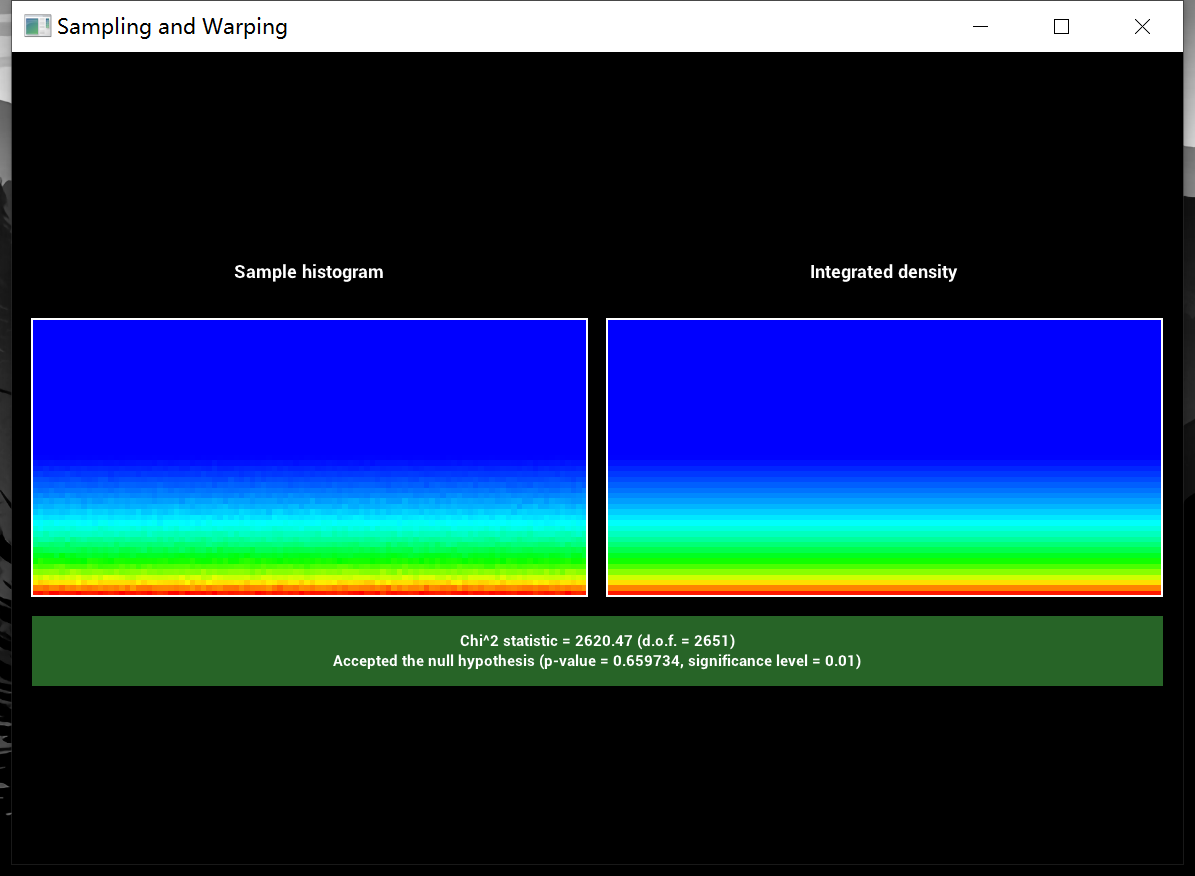 Sampling and Warping
Sample histogram
Integrated density
Chi^2 statistic = 2620.47 (d.o.f. = 2651)
Accepted the null hypothesis (p-value = 0.659734, significance level = 0.01)